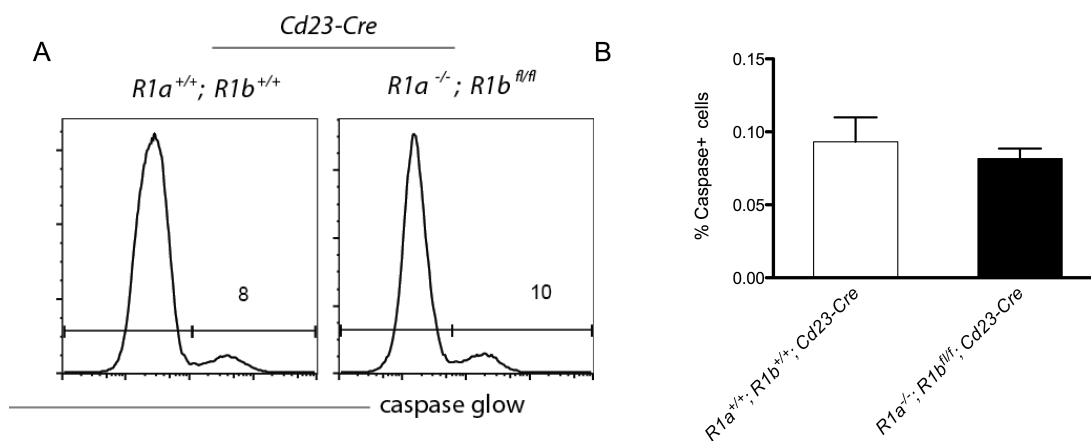 A
Cd23-Cre
R1a+/+; R1b+/+
R1a-/-; R1bfl/fl
8
10
caspase glow
B
% Caspase+ cells
0.15
0.10
0.05
0.00
R1a+/+; R1b+/+; Cd23-Cre
R1a-/-; R1bfl/f; Cd23-Cre